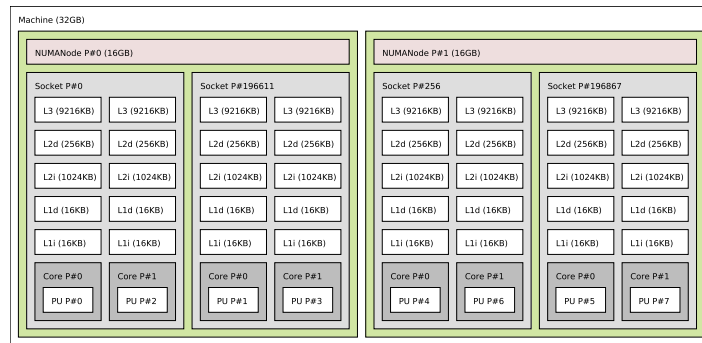 Machine (32GB)
NUMANode P#0 (16GB)
Socket P#0
L3 (9216KB) L3 (9216KB)
L2d (256KB) L2d (256KB)
L2i (1024KB) L2i (1024KB)
L1d (16KB) L1d (16KB)
L1i (16KB) L1i (16KB)
Core P#0 Core P#1
PU P#0 PU P#2
Socket P#196611
L3 (9216KB) L3 (9216KB)
L2d (256KB) L2d (256KB)
L2i (1024KB) L2i (1024KB)
L1d (16KB) L1d (16KB)
L1i (16KB) L1i (16KB)
Core P#0 Core P#1
PU P#1 PU P#3
NUMANode P#1 (16GB)
Socket P#256
L3 (9216KB) L3 (9216KB)
L2d (256KB) L2d (256KB)
L2i (1024KB) L2i (1024KB)
L1d (16KB) L1d (16KB)
L1i (16KB) L1i (16KB)
Core P#0 Core P#1
PU P#4 PU P#6
Socket P#196867
L3 (9216KB) L3 (9216KB)
L2d (256KB) L2d (256KB)
L2i (1024KB) L2i (1024KB)
L1d (16KB) L1d (16KB)
L1i (16KB) L1i (16KB)
Core P#0 Core P#1
PU P#5 PU P#7